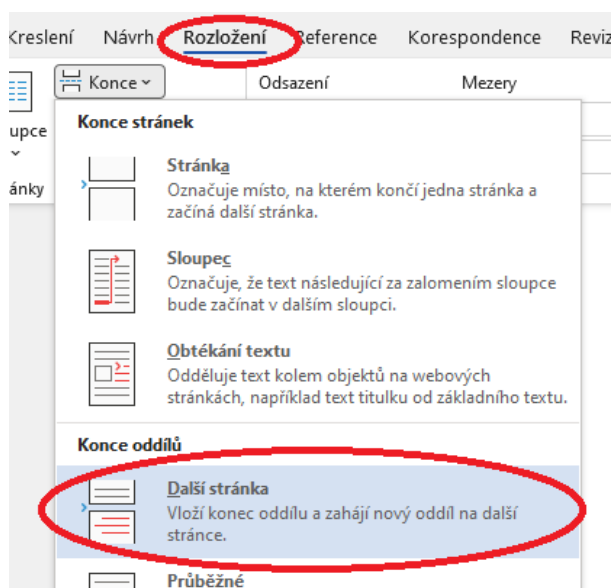 Kreslení Návrh Rozložení Reference Korespondence Reviz
Konce Odsazení Mezery
upce
ánky
Konce stránek
Stránka
Označuje místo, na kterém končí jedna stránka a
začíná další stránka.
Sloupec
Označuje, že text následující za zalomením sloupce
bude začínat v dalším sloupci.
Obtékání textu
Odděluje text kolem objektů na webových
stránkách, například text titulku od základního textu.
Konce oddílů
Další stránka
Vloží konec oddílu a zahájí nový oddíl na další
stránce.
Průběžné